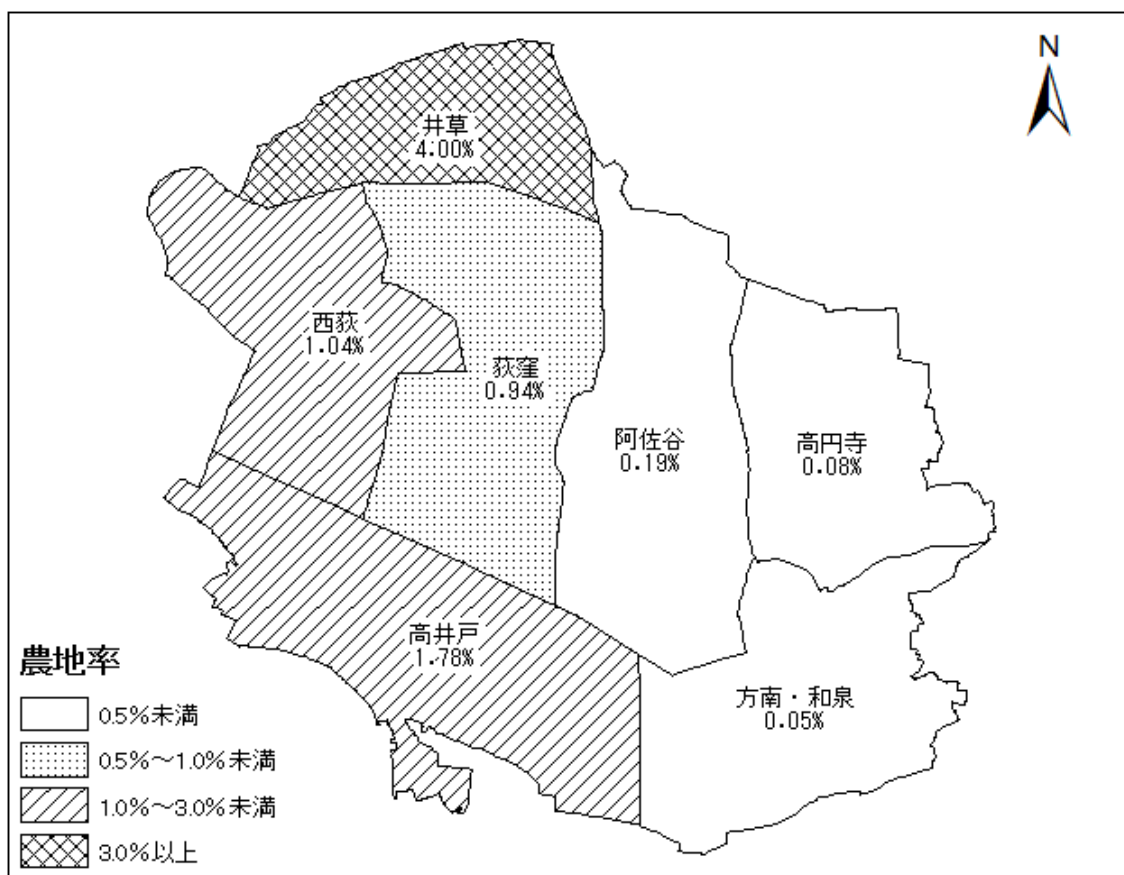 N
井草
4.00%
西荻
1.04%
荻窪
0.94%
阿佐谷
0.19%
高円寺
0.08%
高井戸
1.78%
方南・和泉
0.05%
農地率
0.5%未満
0.5%～1.0%未満
1.0%～3.0%未満
3.0%以上